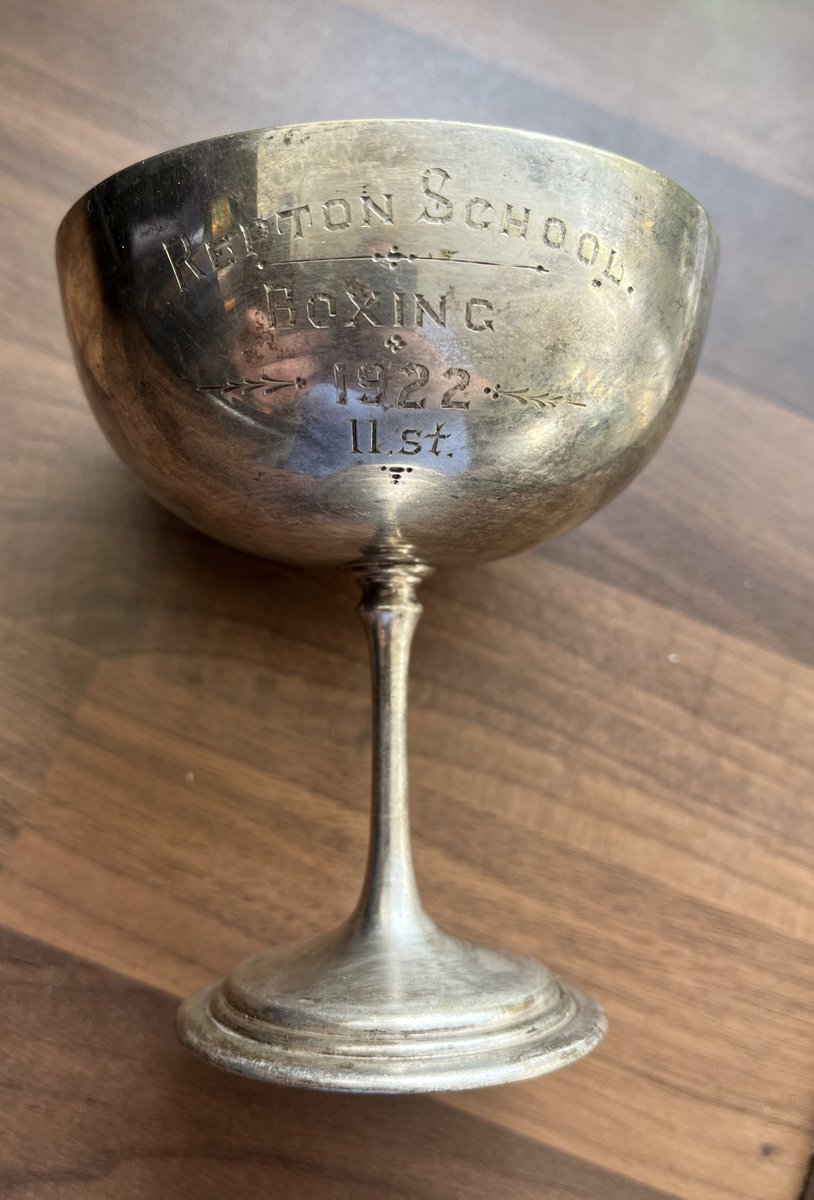 REPTON SCHOOL.
BOXING
1922
11.st.